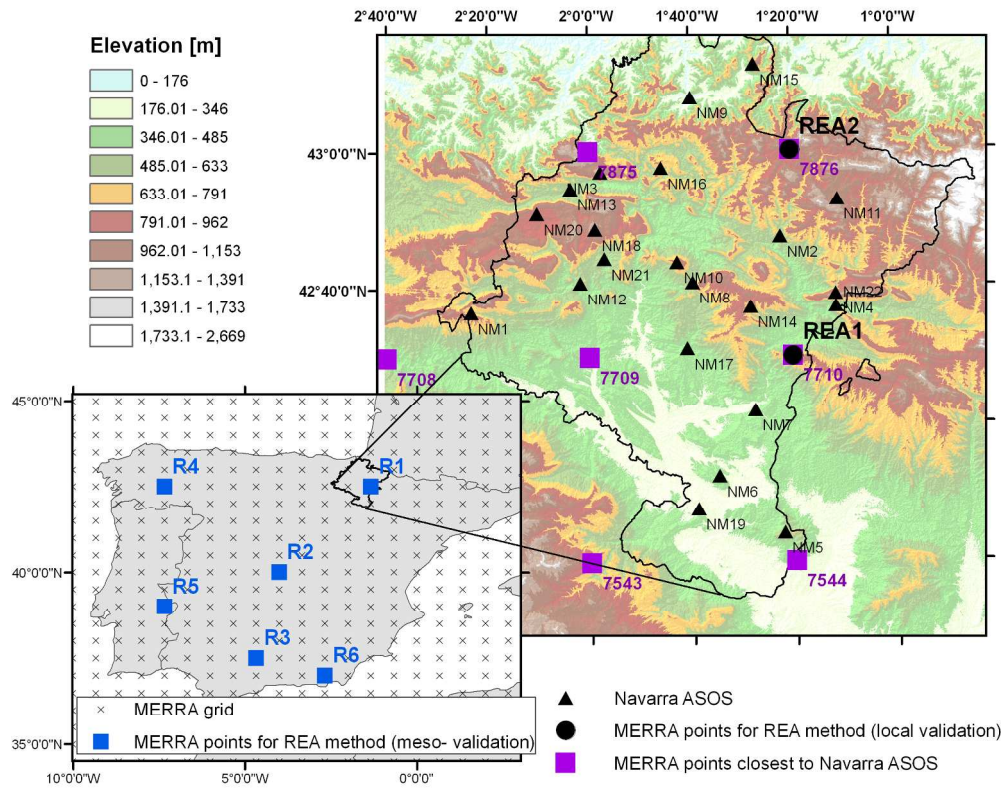 2°40'0"W 2°20'0"W 2°00'0"W 1°40'0"W 1°20'0"W 1°0'0"W
Elevation [m]
0 - 176
176.01 - 346
346.01 - 485
485.01 - 633
633.01 - 791
791.01 - 962
962.01 - 1,153
1,153.1 - 1,391
1,391.1 - 1,733
1,733.1 - 2,669
NM15
NM9
REA2
43°0'0"N
7875
7876
NM16
NM3
NM13
NM11
NM20
NM18
NM2
NM21
NM10
42°40'0"N
NM12
NM8
NM22
NM4
NM14
NM1
REA1
NM17
7708
7709
7710
NM7
NM6
NM19
NM5
7543
7544
45°0'0"N
R4
R1
R2
40°0'0"N
R5
R3
R6
MERRA grid
MERRA points for REA method (meso- validation)
35°0'0"N
10°0'0"W 5°0'0"W 0°0'0"
Navarra ASOS
MERRA points for REA method (local validation)
MERRA points closest to Navarra ASOS